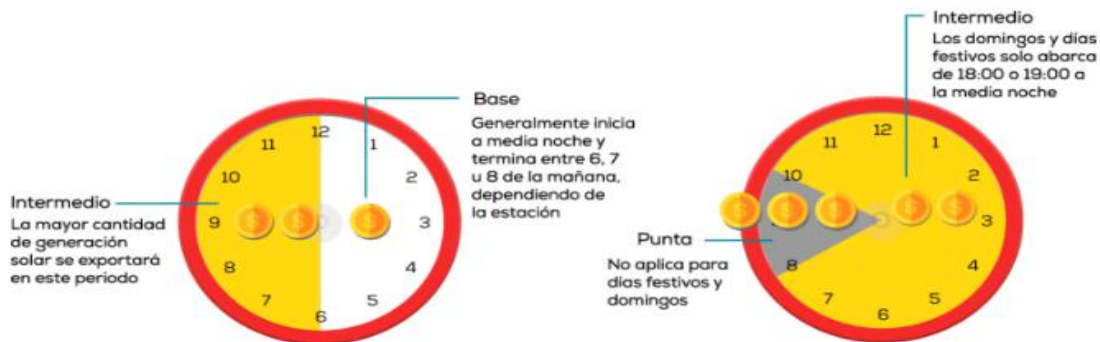 Intermedio
La mayor cantidad
de generación
solar se exportará
en este periodo
12
1
2
3
4
5
6
7
8
9
10
11
Base
Generalmente inicia
a media noche y
termina entre 6, 7
u 8 de la mañana,
dependiendo de
la estación
Intermedio
Los domingos y días
festivos solo abarca
de 18:00 o 19:00 a
la media noche
12
1
2
3
4
5
6
7
8
10
11
Punta
No aplica para
días festivos y
domingos